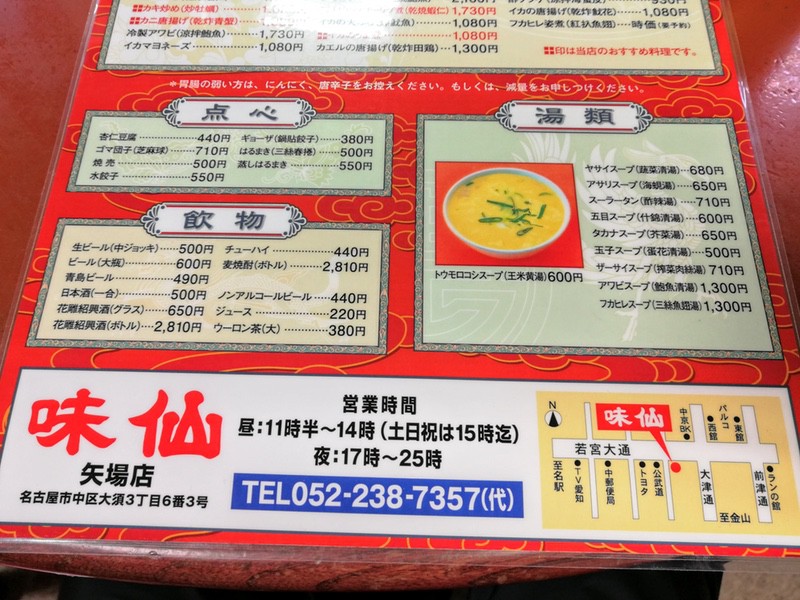 カキ炒め(炒牡蠣)
カニ唐揚げ(乾炸青蟹) 1,730円
冷製アワビ(涼拌鮑魚) 1,730円
イカマヨネーズ 1,080円
(乾焼蝦仁) 1,730円
1,080円
1,080円
カエルの唐揚げ(乾炸田鶏) 1,300円
イカの唐揚げ(乾炸魷花) 1,080円
フカヒレ姿煮(紅扒魚翅) 時価(要予約)
印は当店のおすすめ料理です。
＊胃腸の弱い方は、にんにく、唐辛子をお控えください。もしくは、減量をお申しつけください。
点心
杏仁豆腐 440円
ゴマ団子(芝麻球) 710円
焼売 500円
水餃子 550円
ギョーザ(鍋貼餃子) 380円
はるまき(三絲春捲) 500円
蒸しはるまき 550円
飲物
生ビール(中ジョッキ) 500円
ビール(大瓶) 600円
青島ビール 490円
日本酒(一合) 500円
花雕紹興酒(グラス) 650円
花雕紹興酒(ボトル) 2,810円
チューハイ 440円
麦焼酎(ボトル) 2,810円
ノンアルコールビール 440円
ジュース 220円
ウーロン茶(大) 380円
湯類
トウモロコシスープ(玉米黄湯) 600円
ヤサイスープ(蔬菜清湯) 680円
アサリスープ(海蜆湯) 650円
スーラータン(酢辣湯) 710円
五目スープ(什錦清湯) 600円
タカナスープ(芥菜湯) 650円
玉子スープ(蛋花清湯) 500円
ザーサイスープ(搾菜肉絲湯) 710円
アワビスープ(鮑魚清湯) 1,300円
フカヒレスープ(三絲魚翅湯) 1,300円
味仙
矢場店
名古屋市中区大須3丁目6番3号
営業時間
昼：11時半〜14時(土日祝は15時迄)
夜：17時〜25時
TEL052-238-7357(代)
N
味仙
中京BK
パルコ
西館
東館
若宮大通
至名駅
TV愛知
中郵便局
トヨタ
公武道
大津通
前津通
ランの館
至金山